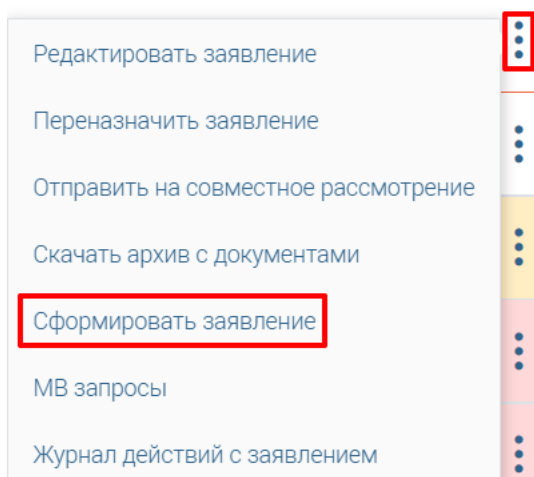 Редактировать заявление
Переназначить заявление
Отправить на совместное рассмотрение
Скачать архив с документами
Сформировать заявление
МВ запросы
Журнал действий с заявлением